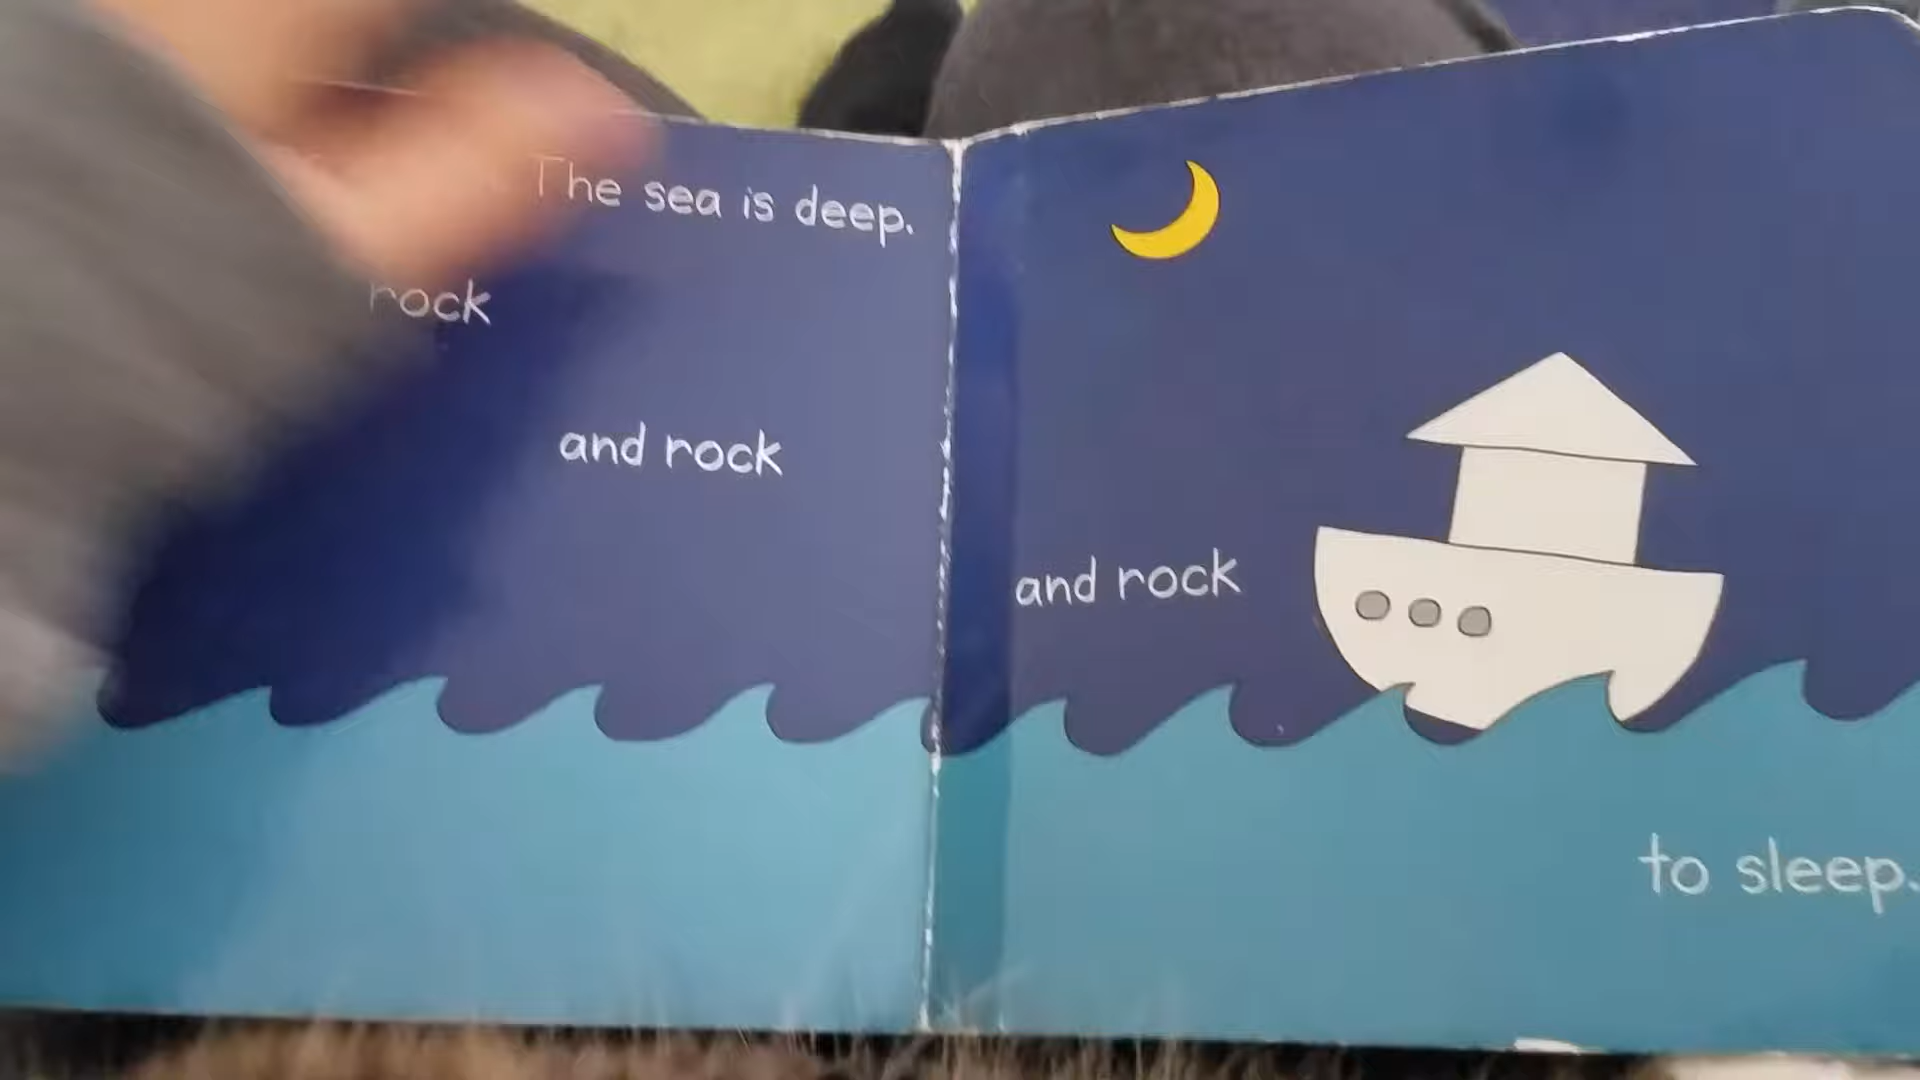 The sea is deep.
rock
and rock
and rock
to sleep.